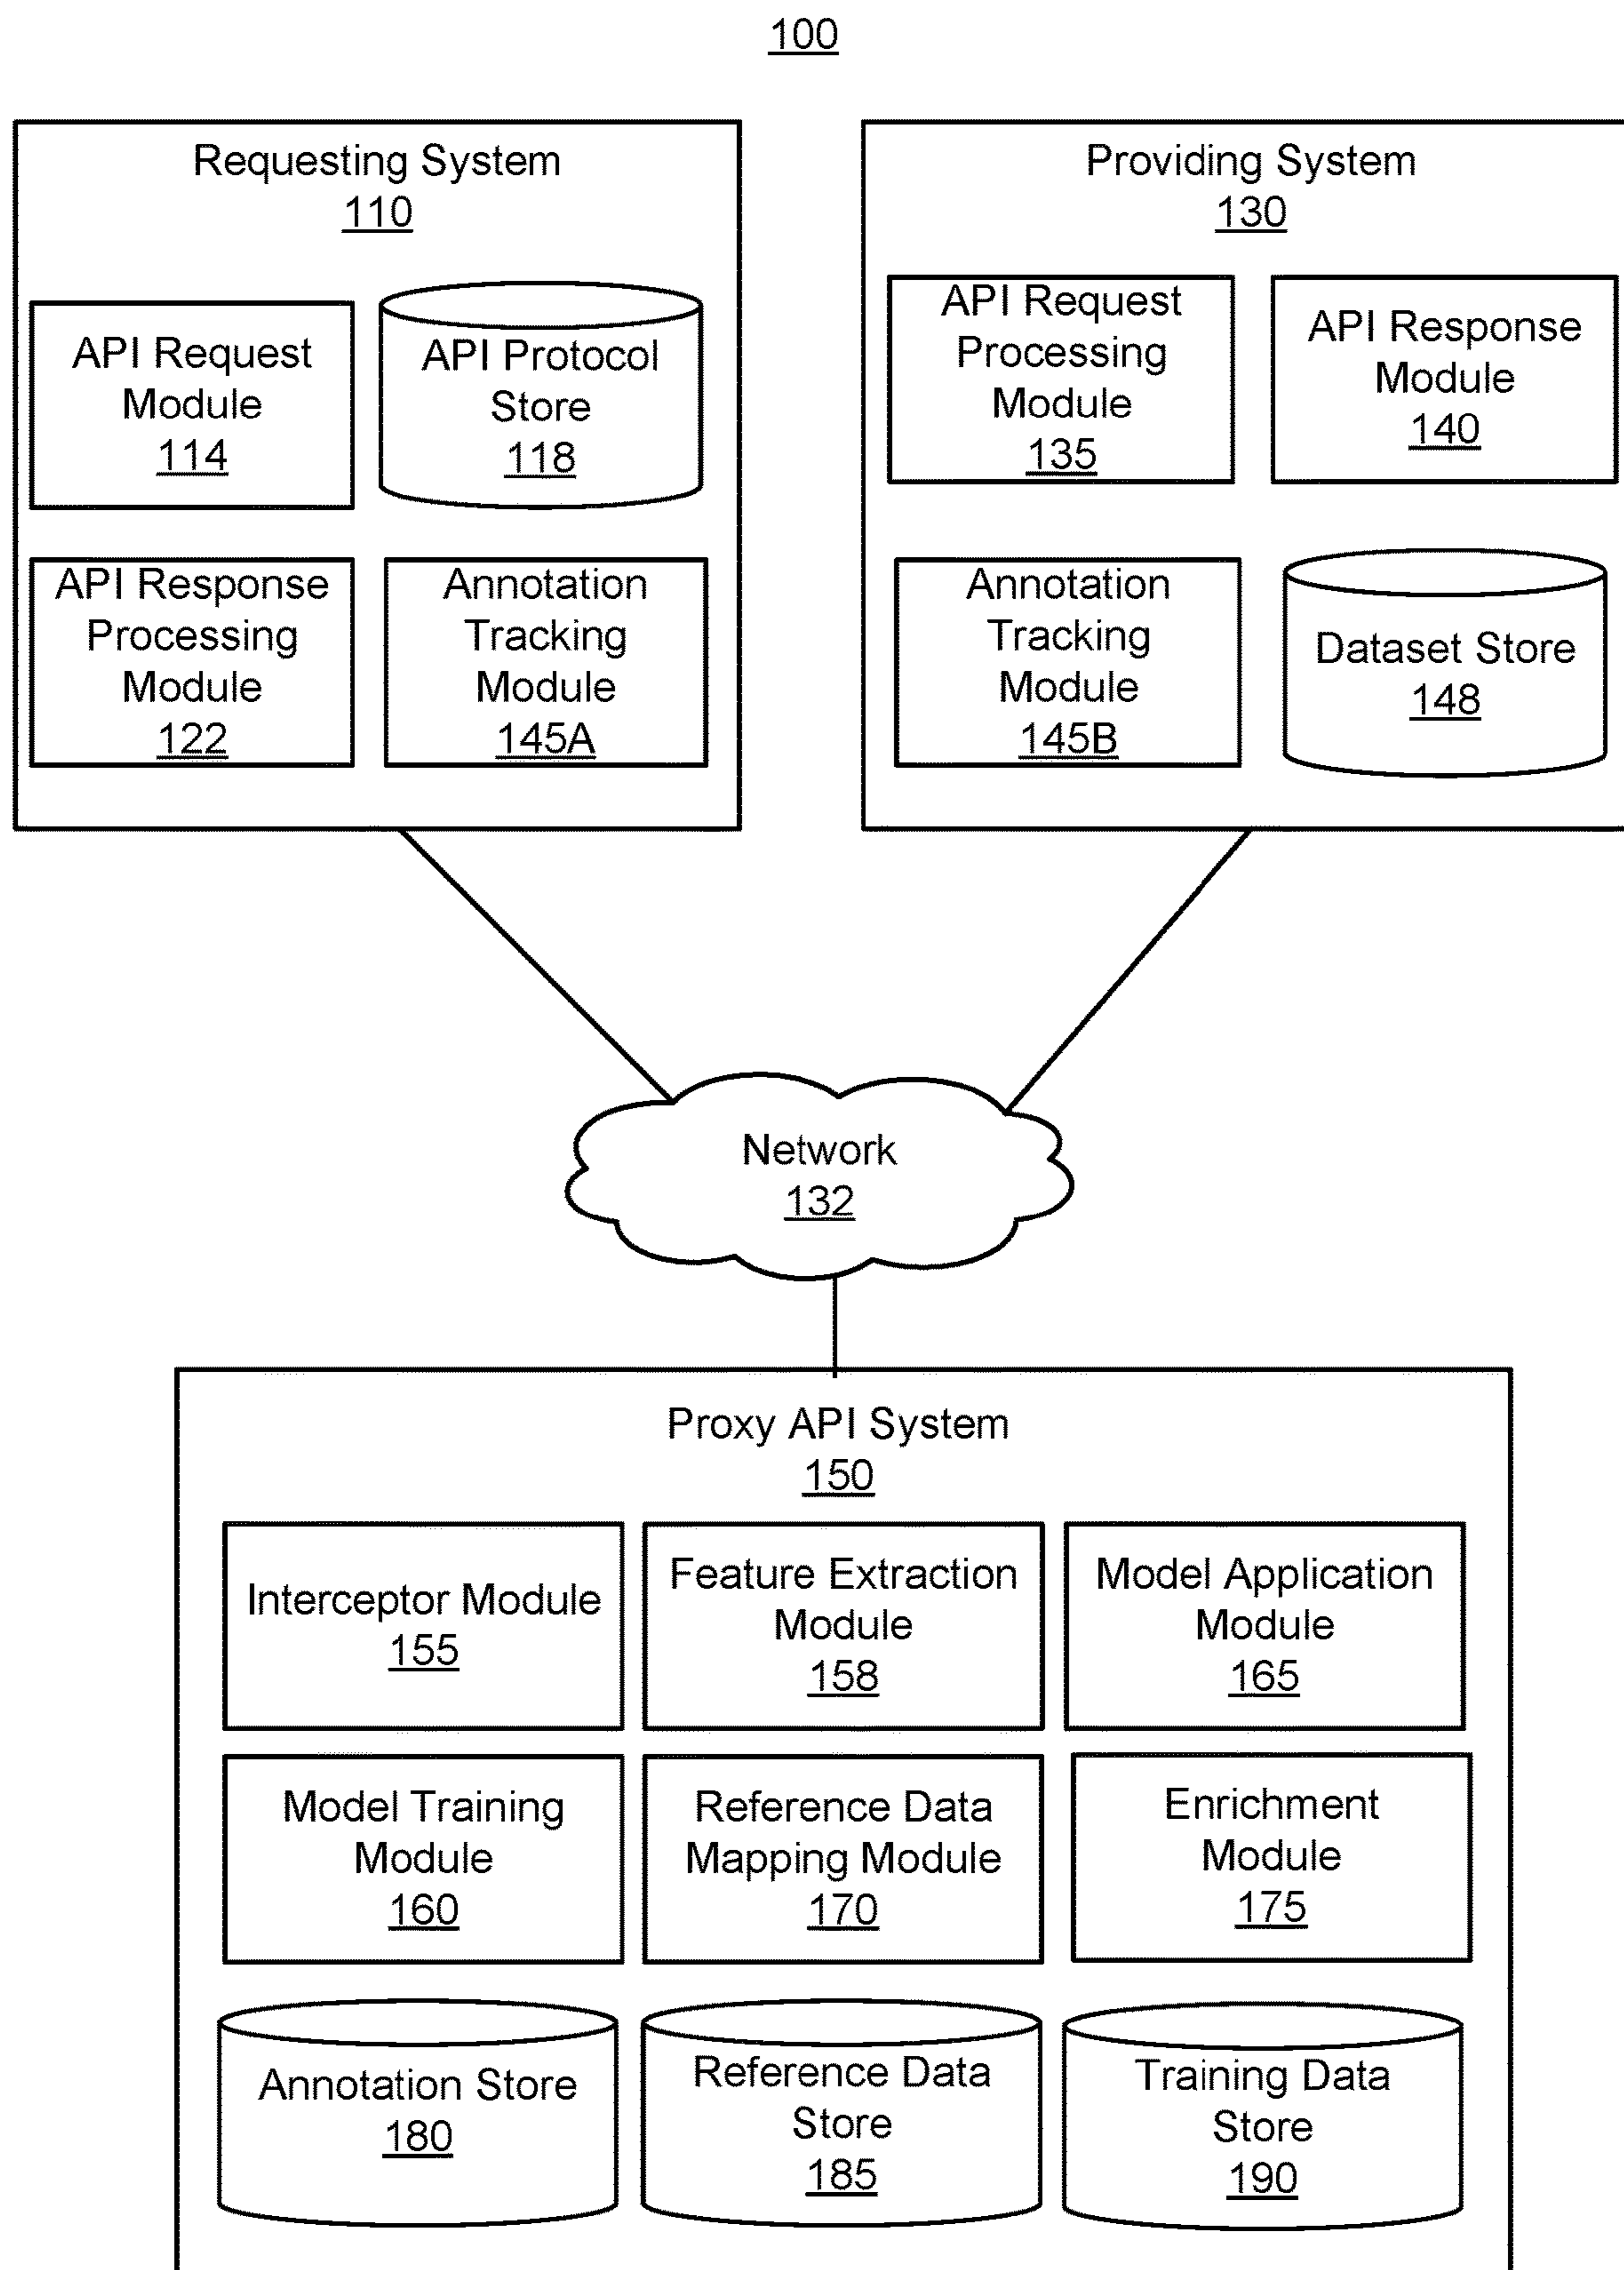 100
Requesting System
110
API Request
Module
114
API Protocol
Store
118
API Response
Processing
Module
122
Annotation
Tracking
Module
145A
Providing System
130
API Request
Processing
Module
135
API Response
Module
140
Annotation
Tracking
Module
145B
Dataset Store
148
Network
132
Proxy API System
150
Interceptor Module
155
Feature Extraction
Module
158
Model Application
Module
165
Model Training
Module
160
Reference Data
Mapping Module
170
Enrichment
Module
175
Annotation Store
180
Reference Data
Store
185
Training Data
Store
190